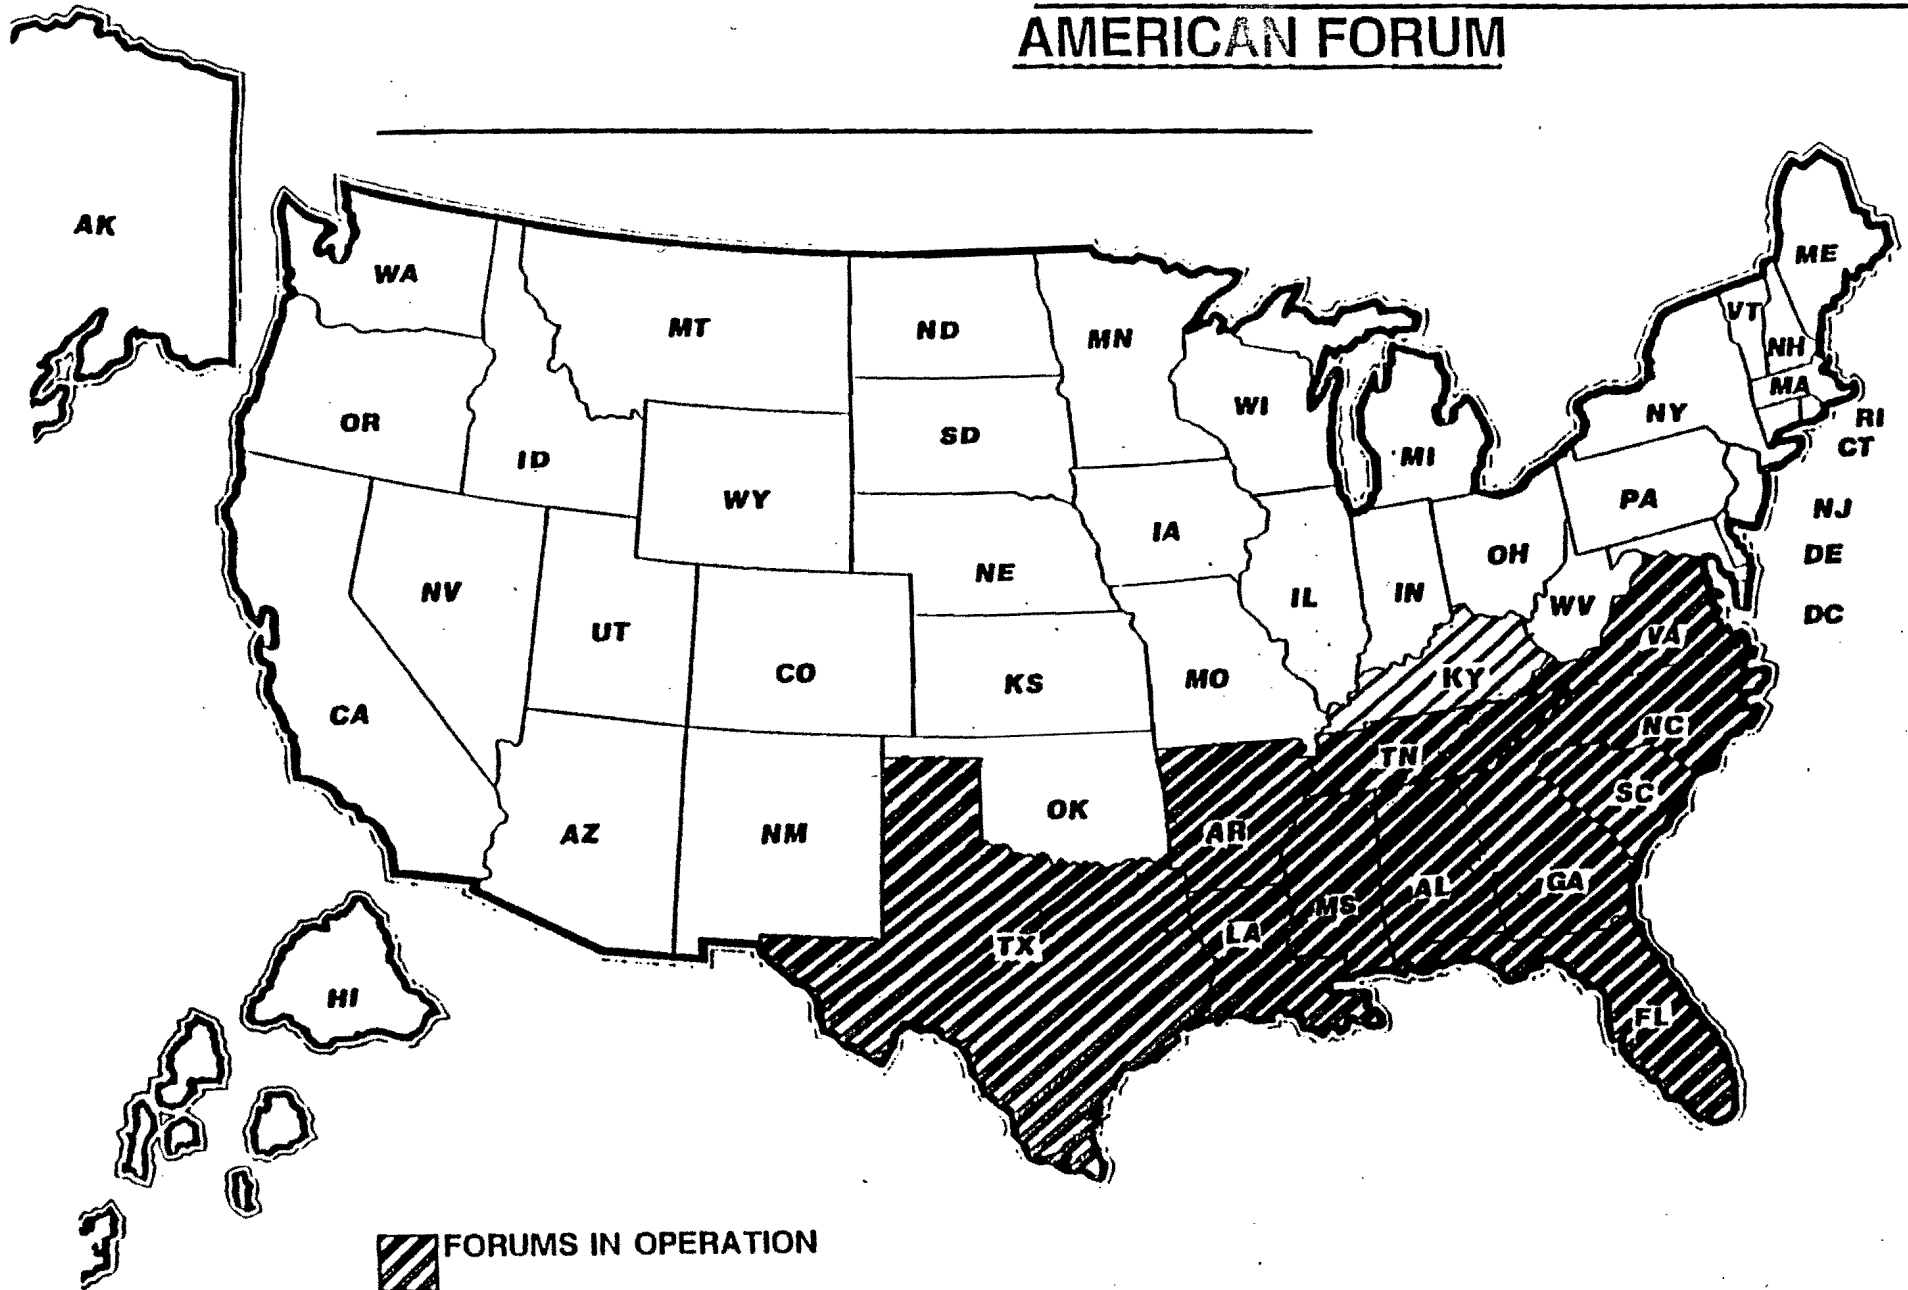 AMERICAN FORUM
AK
WA
MT
ND
MN
WI
MI
ME
VT
NH
MA
NY
RI
CT
OR
ID
WY
SD
IA
PA
NJ
DE
DC
NV
UT
CO
NE
KS
MO
IL
IN
OH
WV
VA
KY
CA
AZ
NM
OK
AR
TN
NC
SC
TX
LA
MS
AL
GA
FL
HI
FORUMS IN OPERATION